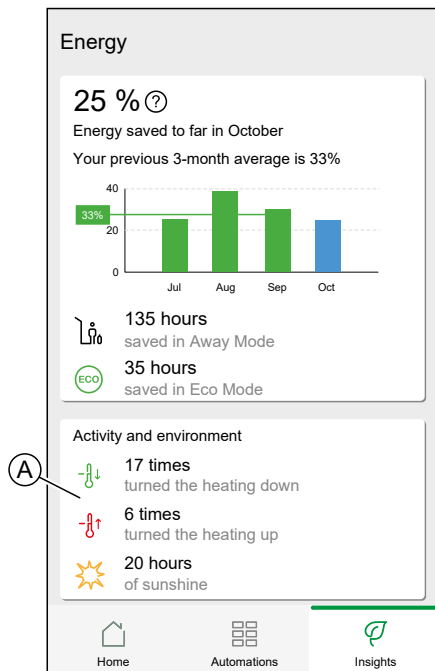 Energy
25 % ?
Energy saved to far in October
Your previous 3-month average is 33%
40
33%
20
0
Jul Aug Sep Oct
135 hours
saved in Away Mode
ECO
35 hours
saved in Eco Mode
Activity and environment
A
17 times
turned the heating down
6 times
turned the heating up
20 hours
of sunshine
Home Automations Insights